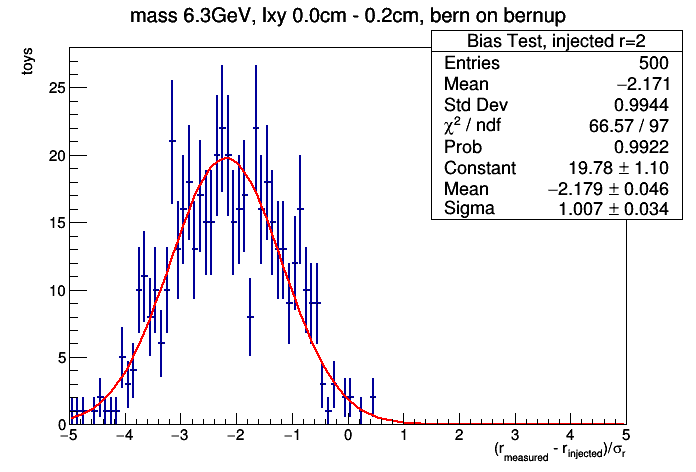 mass 6.3GeV, lxy 0.0cm - 0.2cm, bern on bernup
toys
Bias Test, injected r=2
Entries 500
Mean −2.171
Std Dev 0.9944
χ² / ndf 66.57 / 97
Prob 0.9922
Constant 19.78 ± 1.10
Mean −2.179 ± 0.046
Sigma 1.007 ± 0.034
25
20
15
10
5
0
−5 −4 −3 −2 −1 0 1 2 3 4 5
(r_measured - r_injected)/σ_r